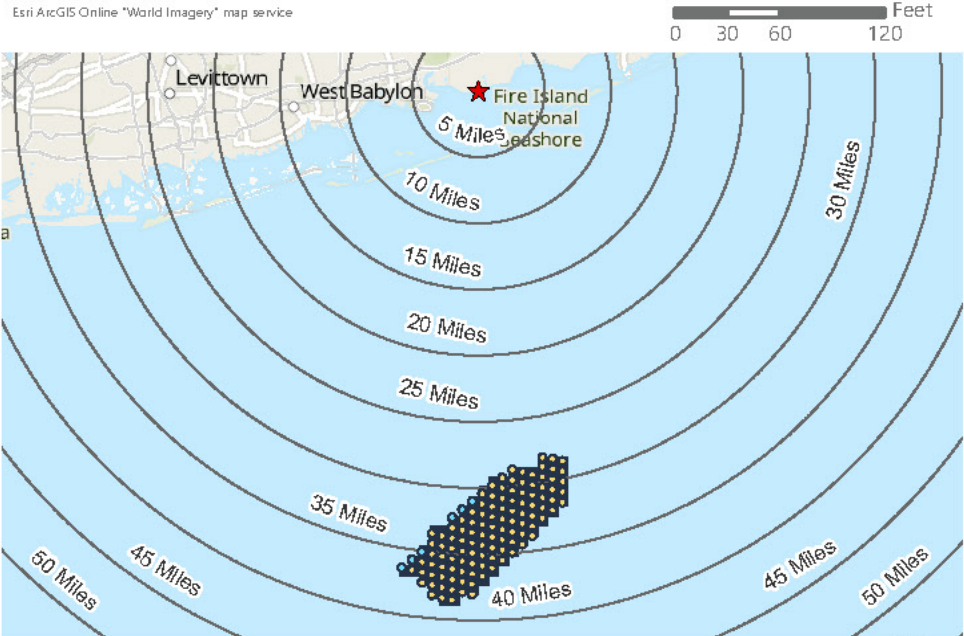 Esri ArcGIS Online "World Imagery" map service
Feet
0 30 60 120
Levittown
West Babylon
Fire Island
National
Seashore
5 Miles
10 Miles
30 Miles
15 Miles
a
20 Miles
25 Miles
35 Miles
50 Miles
45 Miles
40 Miles
45 Miles
50 Miles